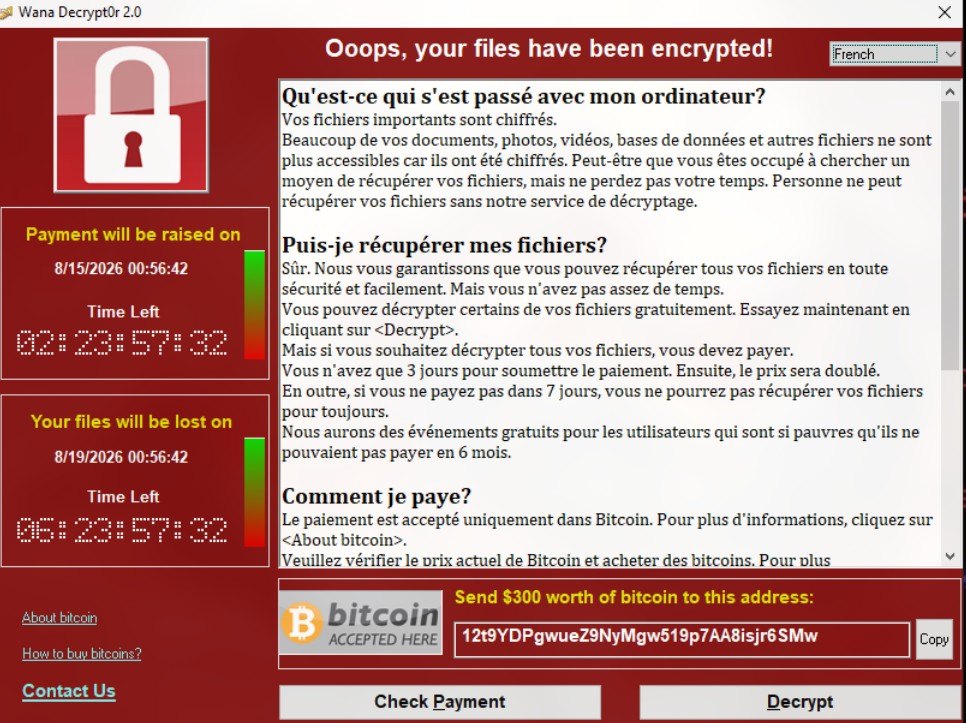 Wana Decrypt0r 2.0
Ooops, your files have been encrypted!
French
Qu'est-ce qui s'est passé avec mon ordinateur?
Vos fichiers importants sont chiffrés.
Beaucoup de vos documents, photos, vidéos, bases de données et autres fichiers ne sont
plus accessibles car ils ont été chiffrés. Peut-être que vous êtes occupé à chercher un
moyen de récupérer vos fichiers, mais ne perdez pas votre temps. Personne ne peut
récupérer vos fichiers sans notre service de décryptage.
Puis-je récupérer mes fichiers?
Sûr. Nous vous garantissons que vous pouvez récupérer tous vos fichiers en toute
sécurité et facilement. Mais vous n'avez pas assez de temps.
Vous pouvez décrypter certains de vos fichiers gratuitement. Essayez maintenant en
cliquant sur <Decrypt>.
Mais si vous souhaitez décrypter tous vos fichiers, vous devez payer.
Vous n'avez que 3 jours pour soumettre le paiement. Ensuite, le prix sera doublé.
En outre, si vous ne payez pas dans 7 jours, vous ne pourrez pas récupérer vos fichiers
pour toujours.
Nous aurons des événements gratuits pour les utilisateurs qui sont si pauvres qu'ils ne
pouvaient pas payer en 6 mois.
Comment je paye?
Le paiement est accepté uniquement dans Bitcoin. Pour plus d'informations, cliquez sur
<About bitcoin>.
Veuillez vérifier le prix actuel de Bitcoin et acheter des bitcoins. Pour plus
Payment will be raised on
8/15/2026 00:56:42
Time Left
02:23:57:32
Your files will be lost on
8/19/2026 00:56:42
Time Left
06:23:57:32
About bitcoin
How to buy bitcoins?
Contact Us
bitcoin
ACCEPTED HERE
Send $300 worth of bitcoin to this address:
12t9YDPgwueZ9NyMgw519p7AA8isjr6SMw
Copy
Check Payment
Decrypt